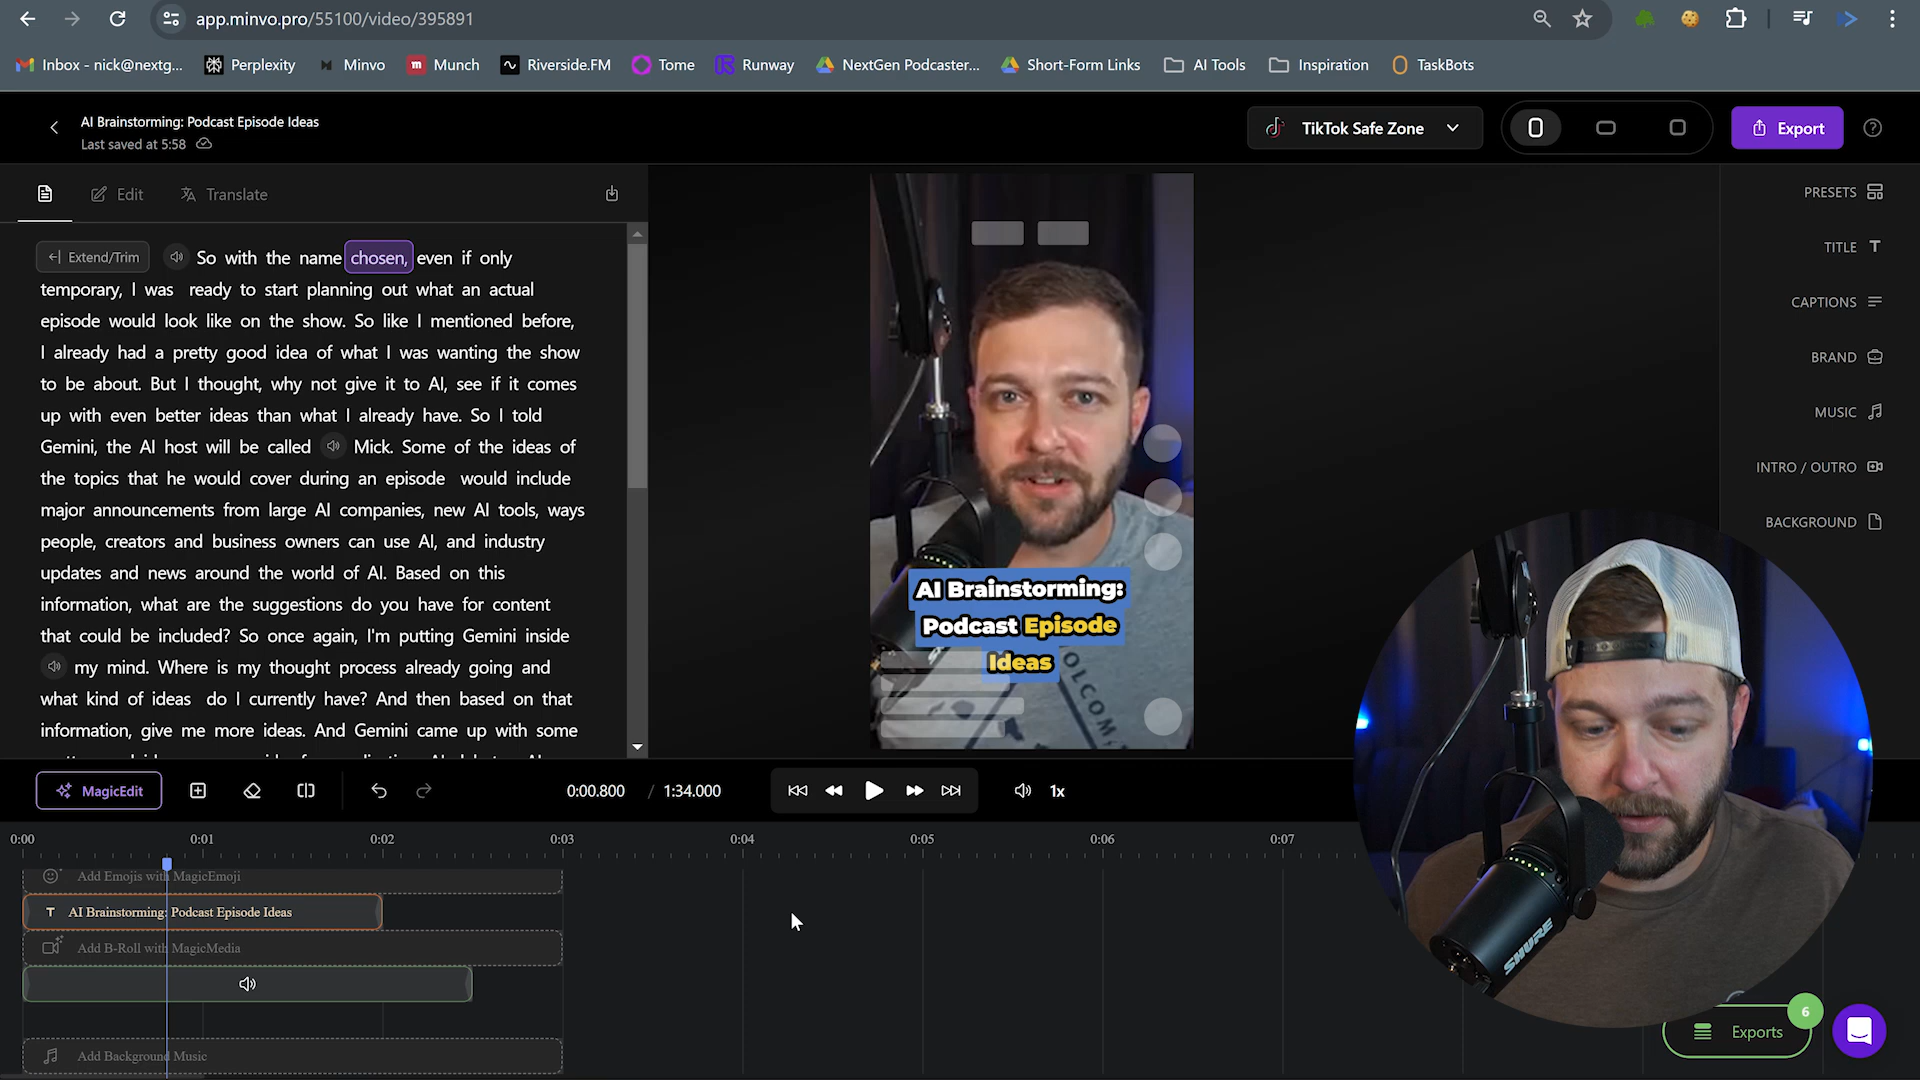 app.minvo.pro/55100/video/395891
Inbox - nick@nextg...
Perplexity
Minvo
Munch
Riverside.FM
Tome
Runway
NextGen Podcaster...
Short-Form Links
AI Tools
Inspiration
TaskBots
AI Brainstorming: Podcast Episode Ideas
Last saved at 5:58
TikTok Safe Zone
Export
Edit
Translate
Extend/Trim
So with the name chosen, even if only
temporary, I was ready to start planning out what an actual
episode would look like on the show. So like I mentioned before,
I already had a pretty good idea of what I was wanting the show
to be about. But I thought, why not give it to AI, see if it comes
up with even better ideas than what I already have. So I told
Gemini, the AI host will be called Mick. Some of the ideas of
the topics that he would cover during an episode would include
major announcements from large AI companies, new AI tools, ways
people, creators and business owners can use AI, and industry
updates and news around the world of AI. Based on this
information, what are the suggestions do you have for content
that could be included? So once again, I'm putting Gemini inside
my mind. Where is my thought process already going and
what kind of ideas do I currently have? And then based on that
information, give me more ideas. And Gemini came up with some
AI Brainstorming:
Podcast Episode
Ideas
OLCOM
PRESETS
TITLE
CAPTIONS
BRAND
MUSIC
INTRO / OUTRO
BACKGROUND
MagicEdit
0:00.800 / 1:34.000
1x
0:00
0:01
0:02
0:03
0:04
0:05
0:06
0:07
Add Emojis with MagicEmoji
AI Brainstorming: Podcast Episode Ideas
Add B-Roll with MagicMedia
Add Background Music
SHURE
Exports
6